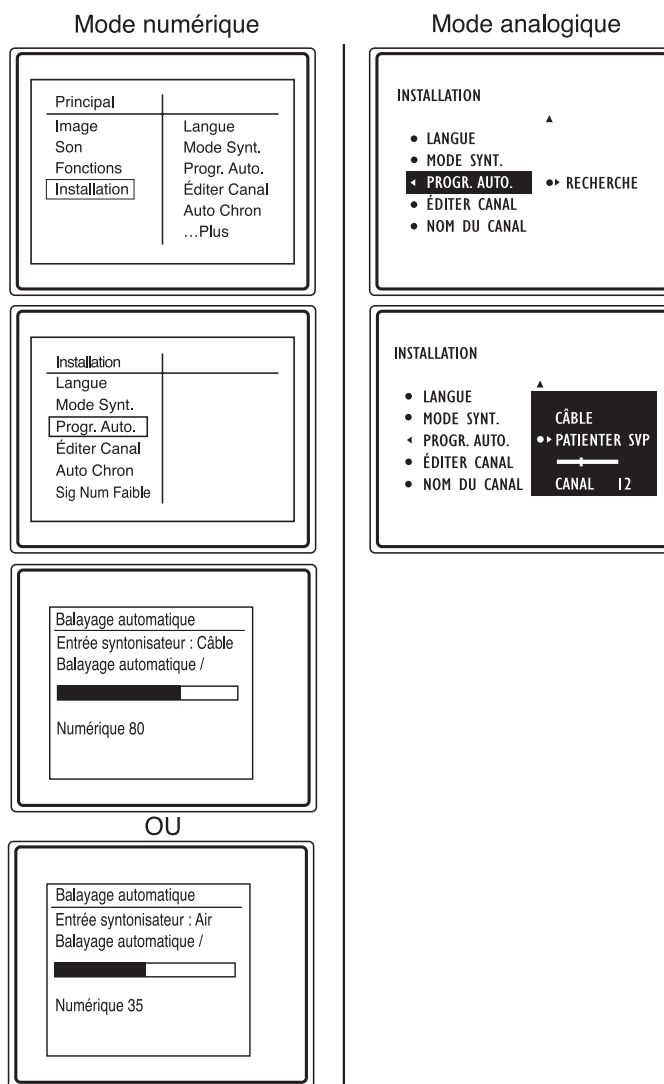 Mode numérique
Principal
Image
Son
Fonctions
Installation
Langue
Mode Synt.
Progr. Auto.
Éditer Canal
Auto Chron
...Plus
Installation
Langue
Mode Synt.
Progr. Auto.
Éditer Canal
Auto Chron
Sig Num Faible
Balayage automatique
Entrée syntonisateur : Câble
Balayage automatique /
Numérique 80
OU
Balayage automatique
Entrée syntonisateur : Air
Balayage automatique /
Numérique 35
Mode analogique
INSTALLATION
LANGUE
MODE SYNT.
PROGR. AUTO.
RECHERCHE
ÉDITER CANAL
NOM DU CANAL
INSTALLATION
LANGUE
MODE SYNT.
PROGR. AUTO.
ÉDITER CANAL
NOM DU CANAL
CÂBLE
PATIENTER SVP
CANAL 12